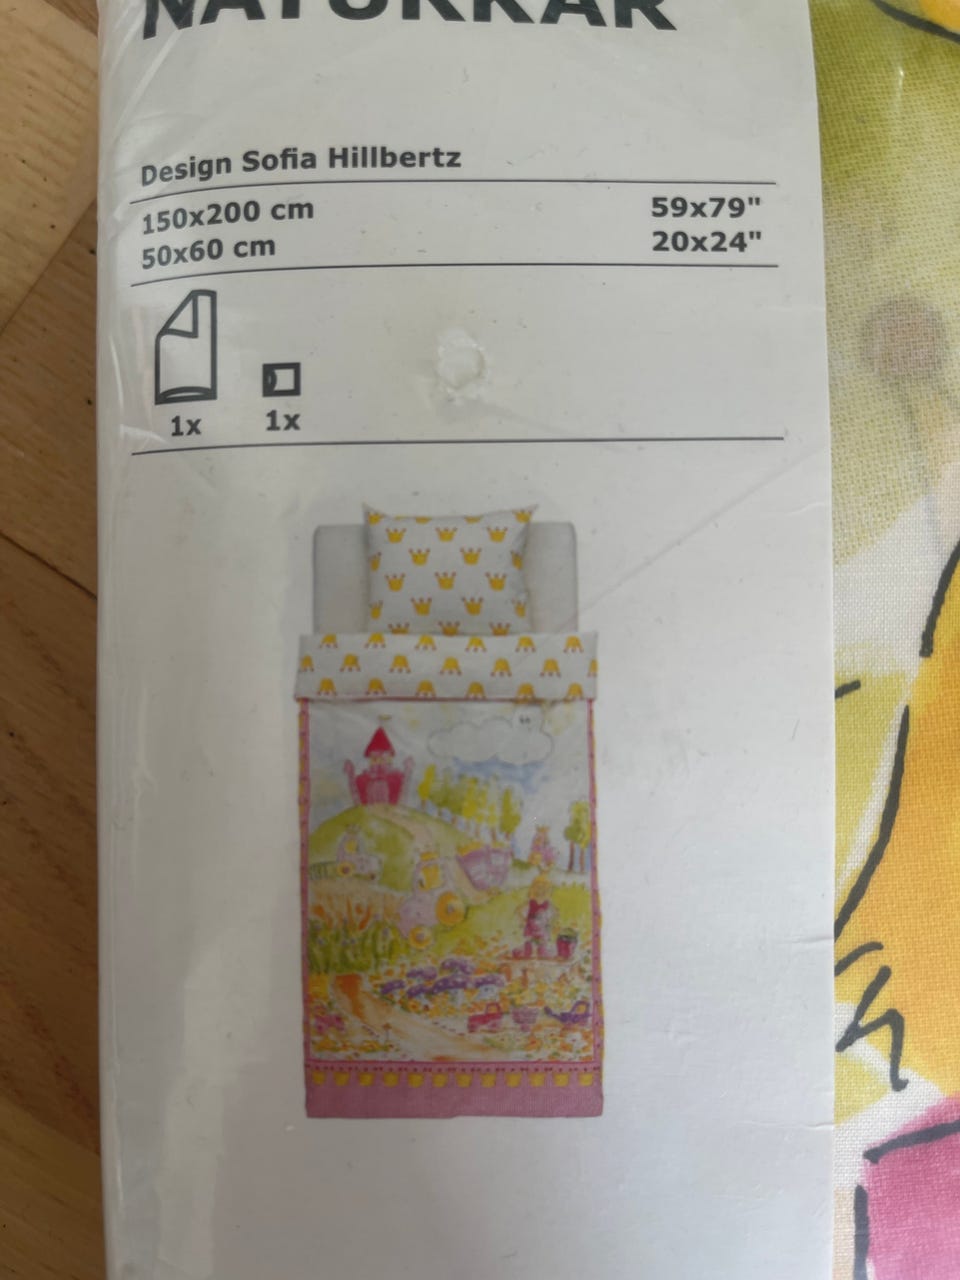 Design Sofia Hillbertz
150x200 cm 59x79"
50x60 cm 20x24"
1x 1x